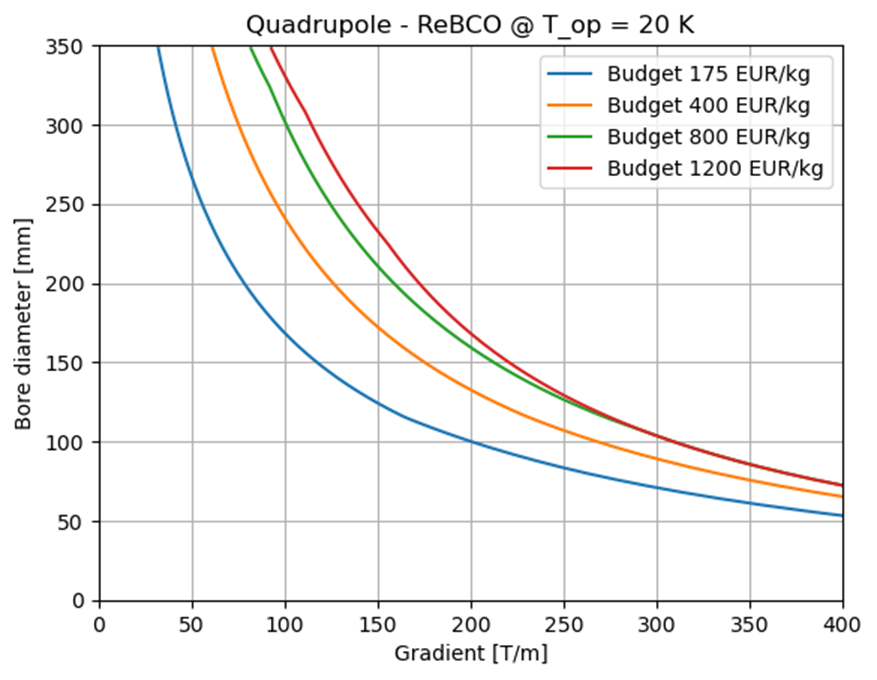 Quadrupole - ReBCO @ T_op = 20 K
Budget 175 EUR/kg
Budget 400 EUR/kg
Budget 800 EUR/kg
Budget 1200 EUR/kg
Bore diameter [mm]
350
300
250
200
150
100
50
0
0 50 100 150 200 250 300 350 400
Gradient [T/m]